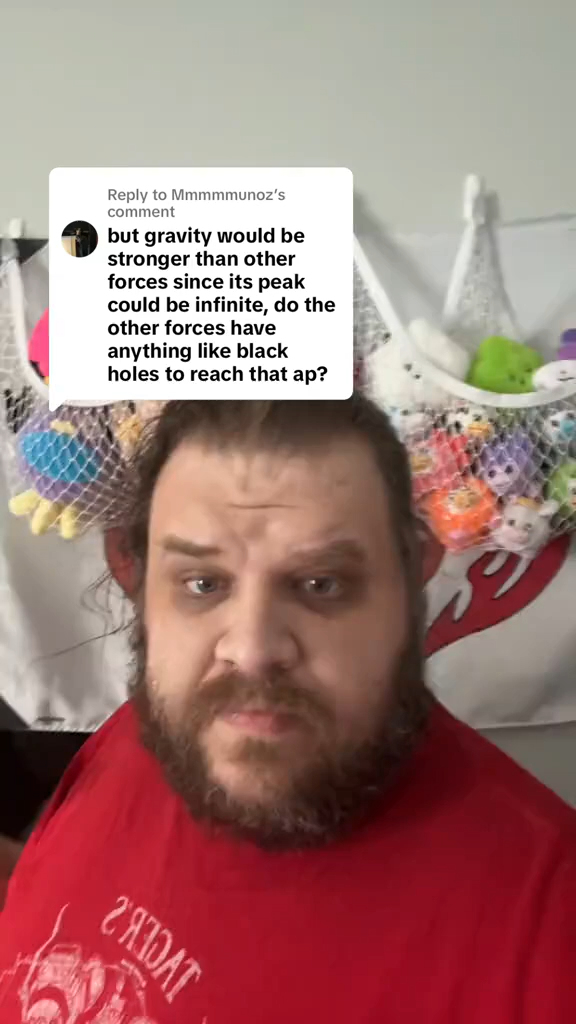 Reply to Mmmmmunoz's
comment
but gravity would be
stronger than other
forces since its peak
could be infinite, do the
other forces have
anything like black
holes to reach that ap?
TAGER'S